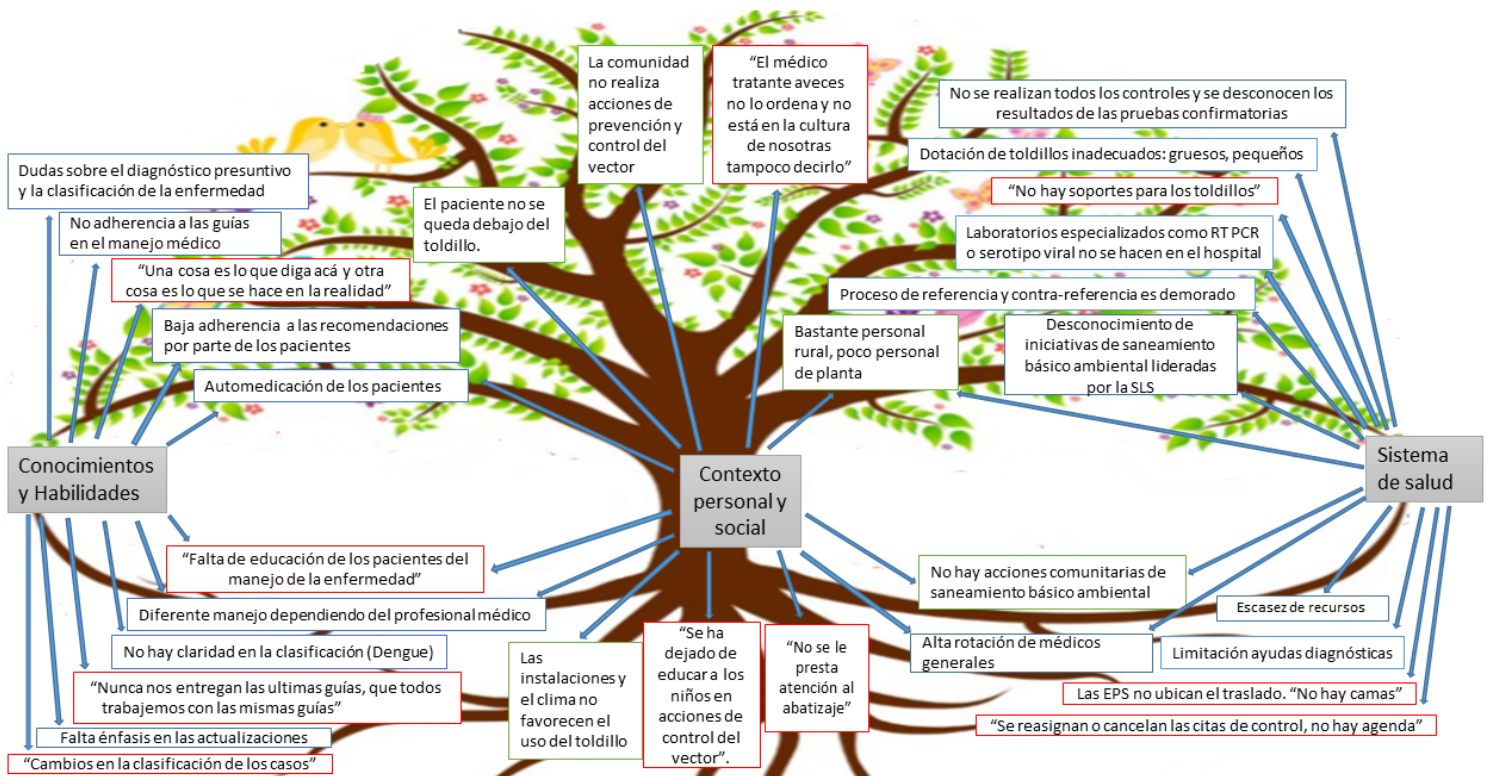 La comunidad
no realiza
acciones de
prevención y
control del
vector
“El médico
tratante aveces
no lo ordena y no
está en la cultura
de nosotras
tampoco decirlo”
No se realizan todos los controles y se desconocen los
resultados de las pruebas confirmatorias
Dotación de toldillos inadecuados: gruesos, pequeños
“No hay soportes para los toldillos”
Laboratorios especializados como RT PCR
o serotipo viral no se hacen en el hospital
Proceso de referencia y contra-referencia es demorado
Bastante personal
rural, poco personal
de planta
Desconocimiento de
iniciativas de saneamiento
básico ambiental lideradas
por la SLS
Dudas sobre el diagnóstico presuntivo
y la clasificación de la enfermedad
No adherencia a las guías
en el manejo médico
“Una cosa es lo que diga acá y otra
cosa es lo que se hace en la realidad”
Baja adherencia a las recomendaciones
por parte de los pacientes
Automedicación de los pacientes
El paciente no se
queda debajo del
toldillo.
Conocimientos
y Habilidades
Contexto
personal y
social
Sistema
de salud
“Falta de educación de los pacientes del
manejo de la enfermedad”
Diferente manejo dependiendo del profesional médico
No hay claridad en la clasificación (Dengue)
“Nunca nos entregan las ultimas guías, que todos
trabajemos con las mismas guías”
Falta énfasis en las actualizaciones
“Cambios en la clasificación de los casos”
Las
instalaciones y
el clima no
favorecen el
uso del toldillo
“Se ha
dejado de
educar a los
niños en
acciones de
control del
vector”.
“No se le
presta
atención al
abatizaje”
No hay acciones comunitarias de
saneamiento básico ambiental
Escasez de recursos
Alta rotación de médicos
generales
Limitación ayudas diagnósticas
Las EPS no ubican el traslado. “No hay camas”
“Se reasignan o cancelan las citas de control, no hay agenda”